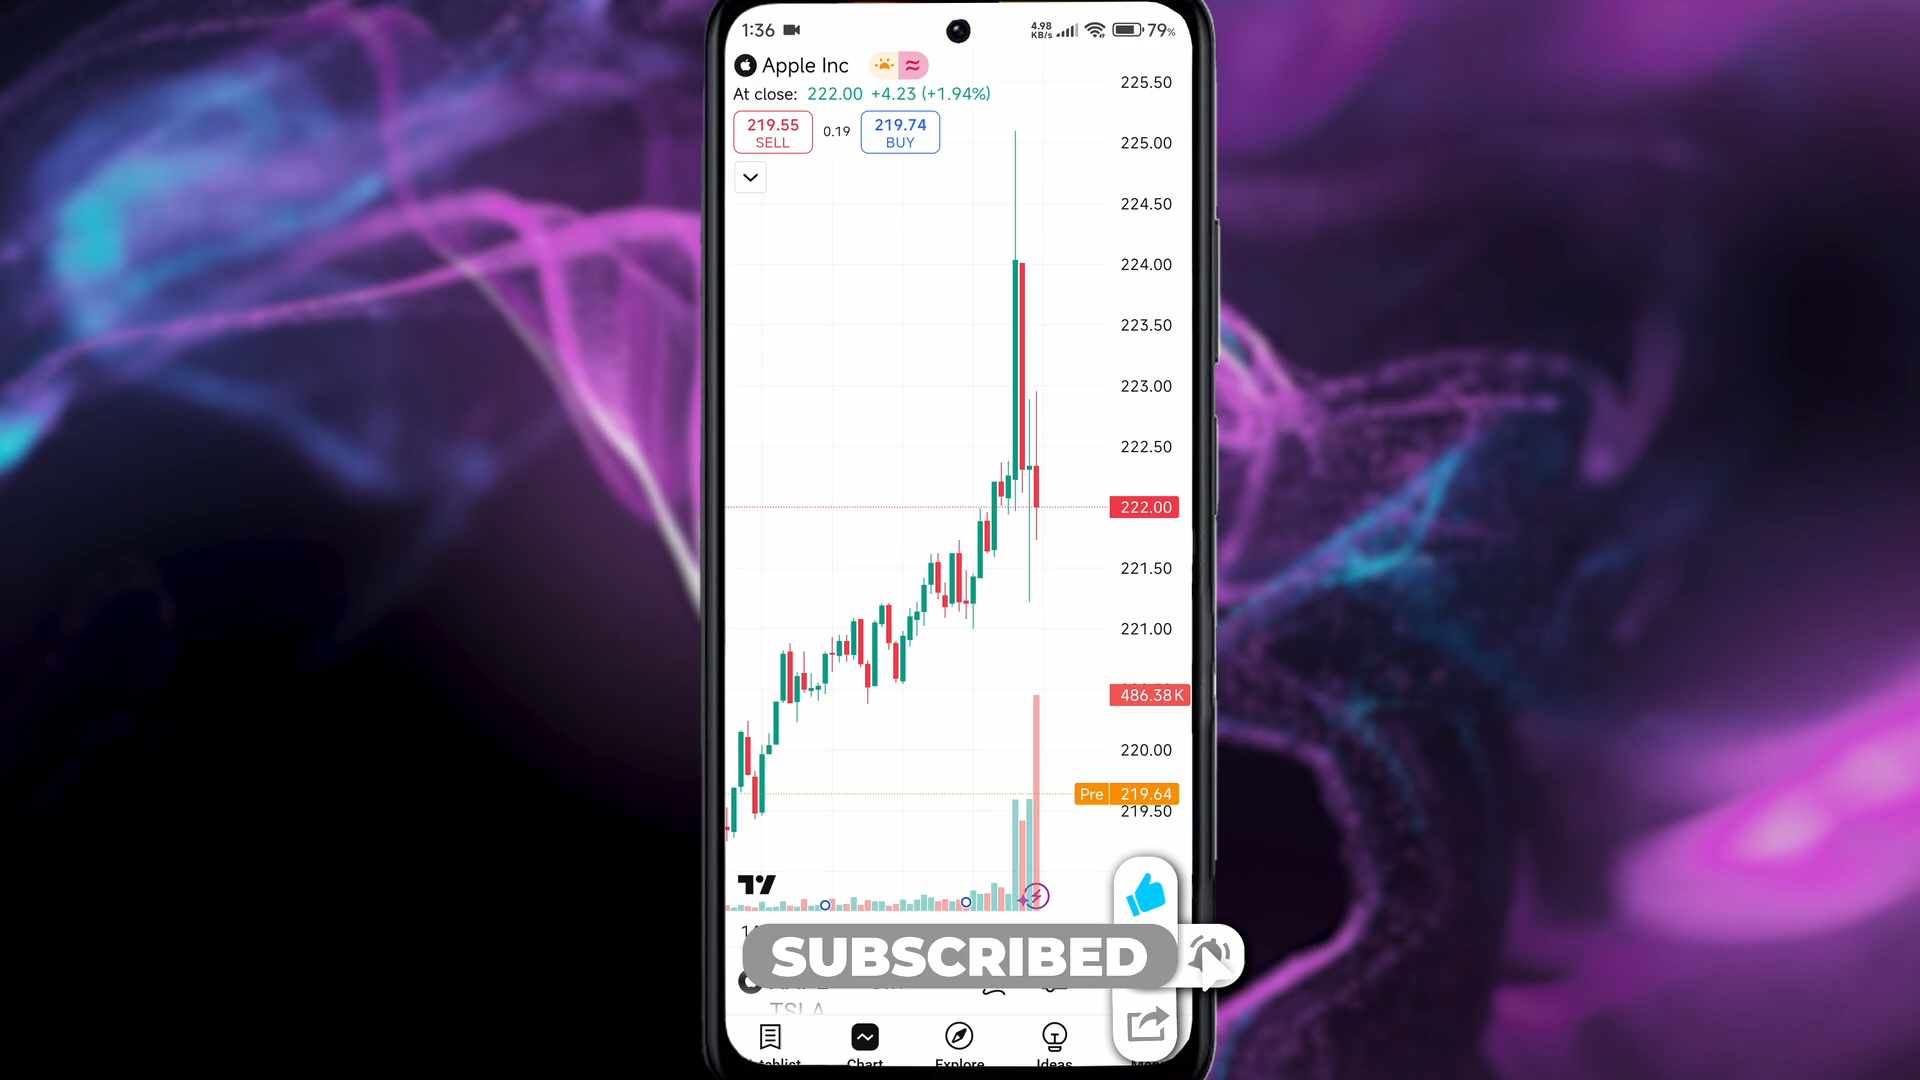 1:36
4.98
KB/s
79%
Apple Inc
At close: 222.00 +4.23 (+1.94%)
219.55
SELL
0.19
219.74
BUY
225.50
225.00
224.50
224.00
223.50
223.00
222.50
222.00
221.50
221.00
486.38K
220.00
Pre 219.64
219.50
SUBSCRIBED
TSLA
Chart
Explore
Ideas